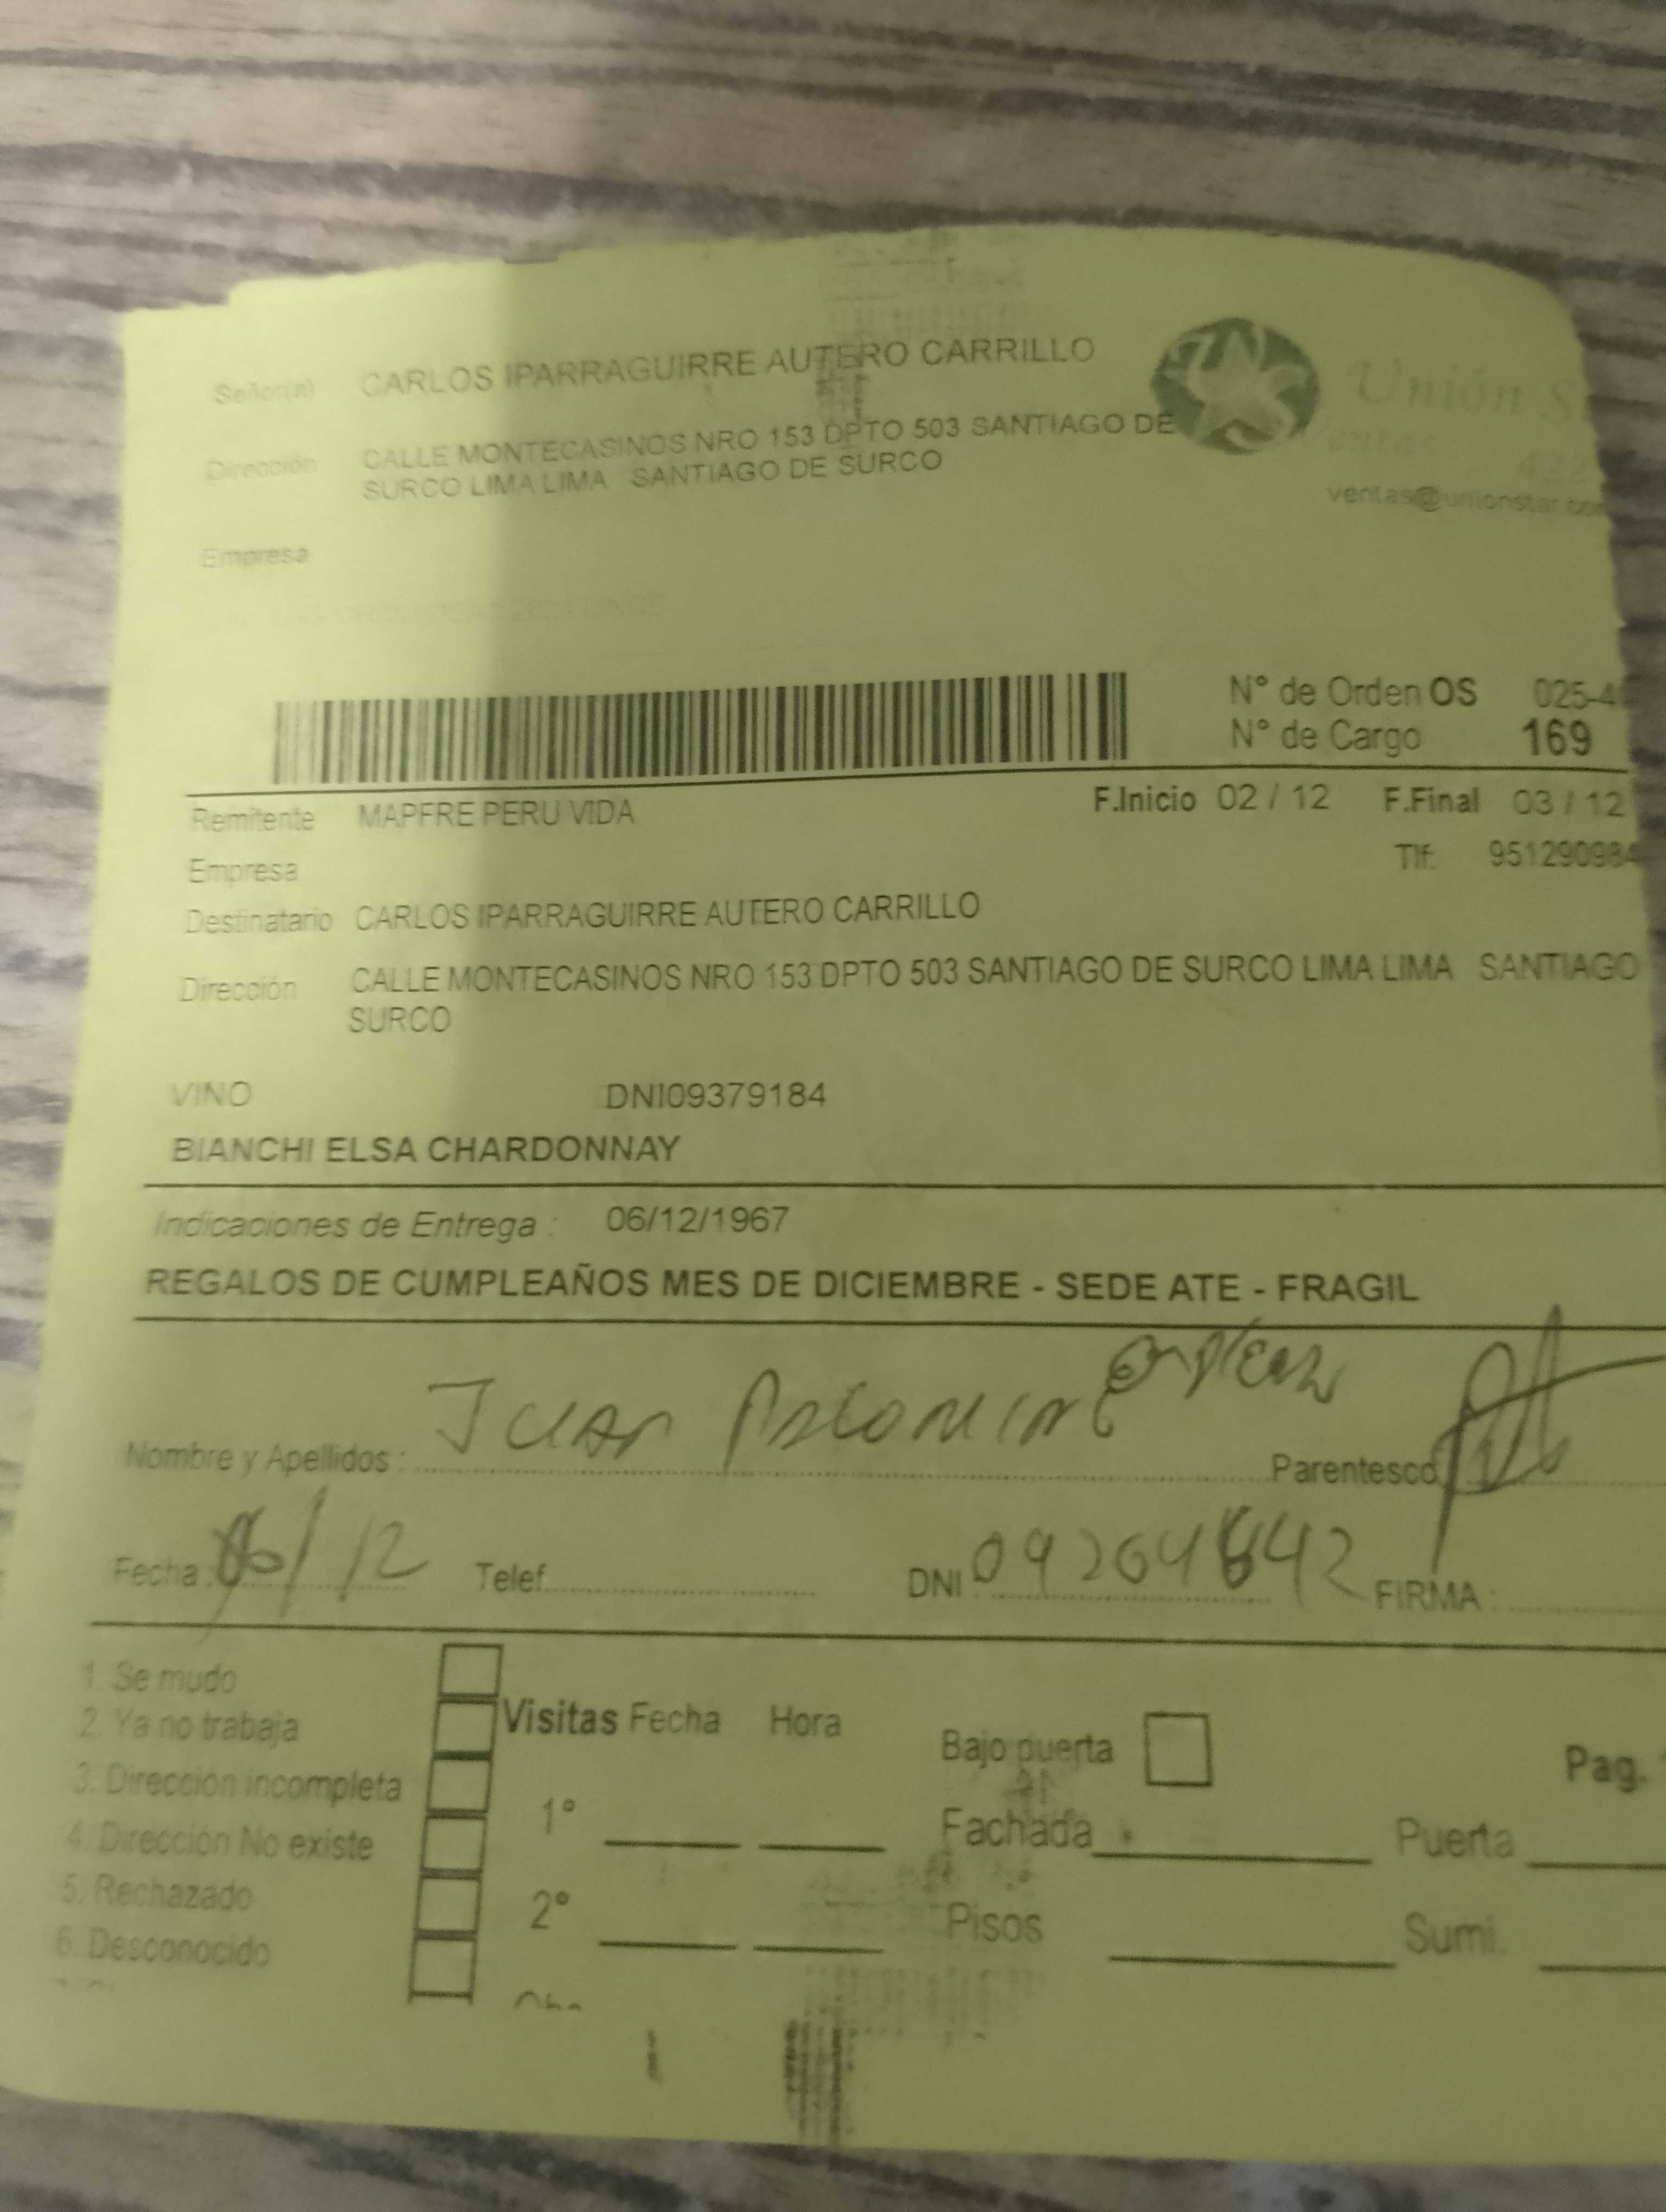 Señor(a) CARLOS IPARRAGUIRRE AUTERO CARRILLO
Unión
Dirección CALLE MONTECASINOS NRO 153 DPTO 503 SANTIAGO DE
SURCO LIMA LIMA SANTIAGO DE SURCO
ventas@unionstar.co
Empresa
N° de Orden OS 025-4
N° de Cargo 169
Remitente MAPFRE PERU VIDA F.Inicio 02 / 12 F.Final 03 / 12
Empresa Tlf: 951290984
Destinatario CARLOS IPARRAGUIRRE AUTERO CARRILLO
Dirección CALLE MONTECASINOS NRO 153 DPTO 503 SANTIAGO DE SURCO LIMA LIMA SANTIAGO
SURCO
VINO DNI09379184
BIANCHI ELSA CHARDONNAY
Indicaciones de Entrega : 06/12/1967
REGALOS DE CUMPLEAÑOS MES DE DICIEMBRE - SEDE ATE - FRAGIL
Nombre y Apellidos : Juan Palomino Parentesco
Fecha : 06/12 Telef. DNI : 09204842 FIRMA :
1. Se mudo
2. Ya no trabaja Visitas Fecha Hora Bajo puerta Pag.
3. Dirección incompleta
4. Dirección No existe 1° Fachada Puerta
5. Rechazado
6. Desconocido 2° Pisos Sumi.